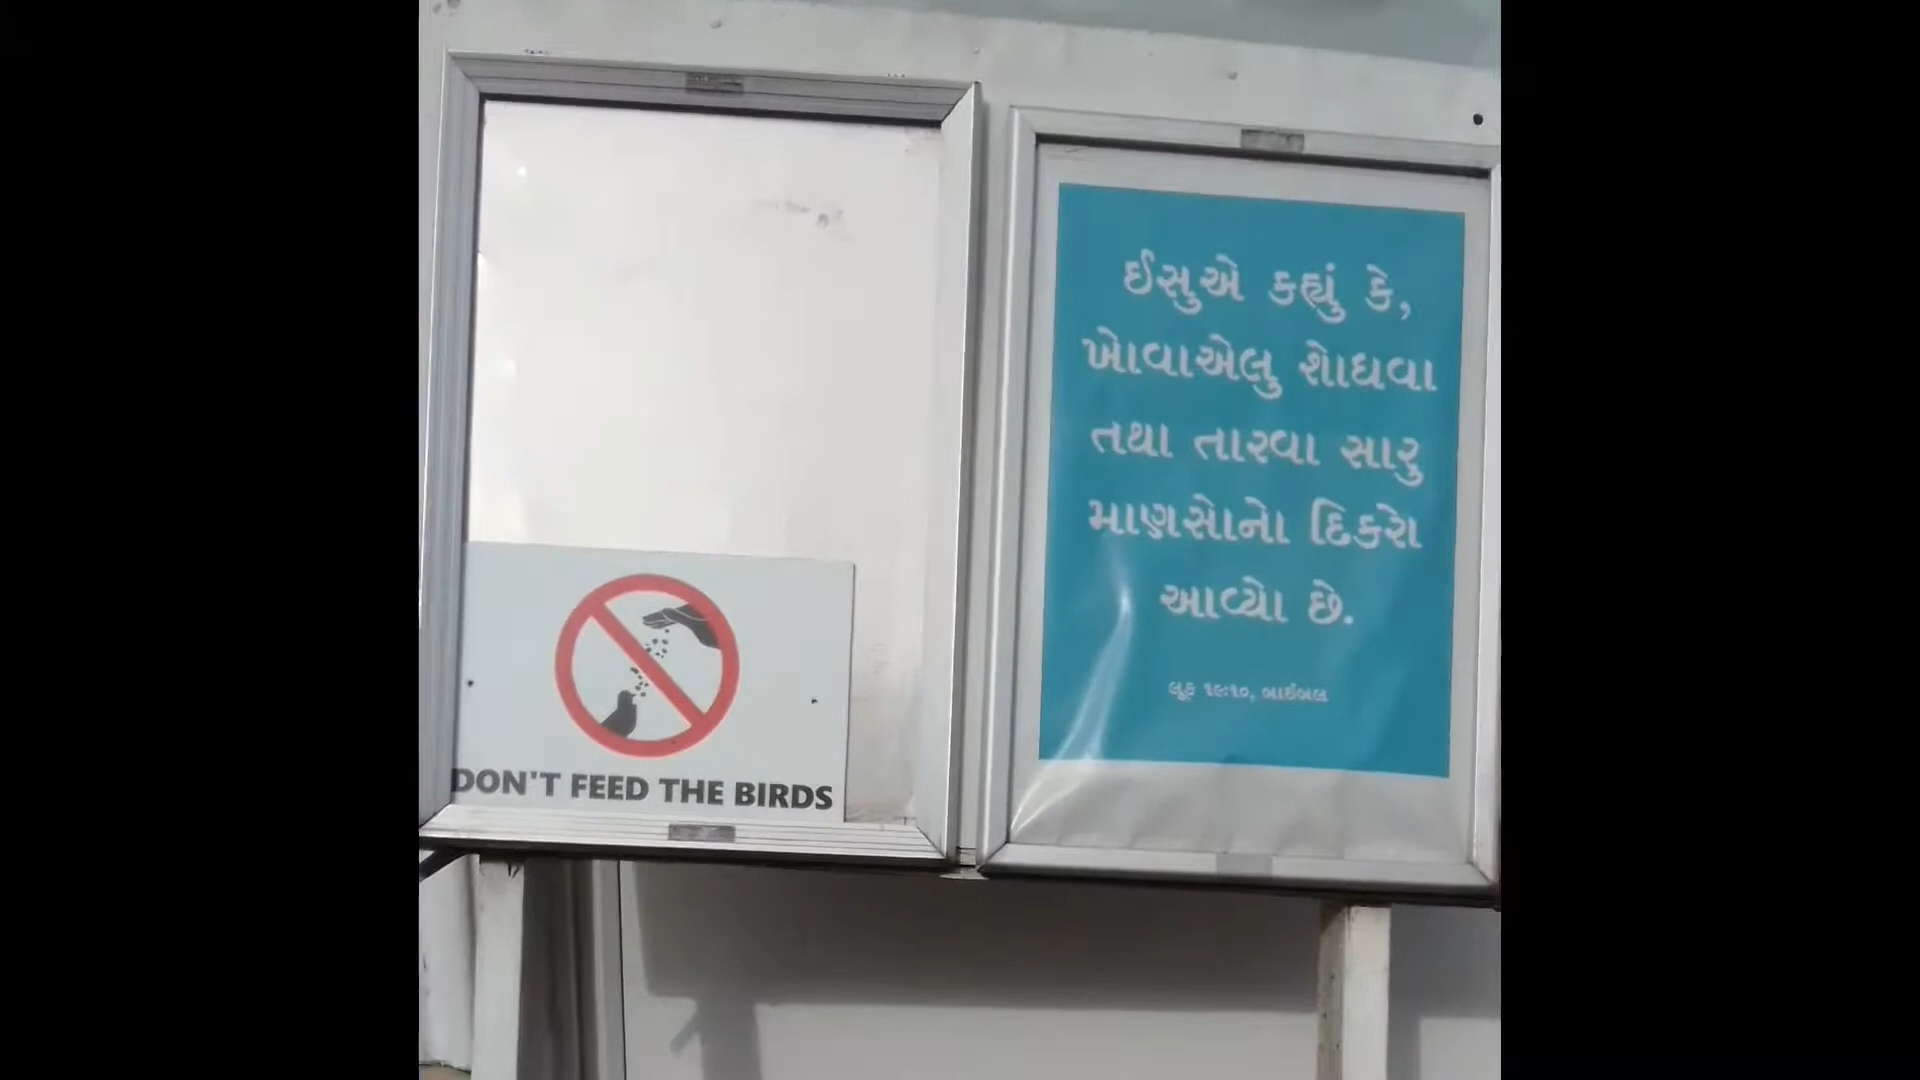 DON'T FEED THE BIRDS
ઈસુએ કહ્યું કે,
ખોવાએલુ શોધવા
તથા તારવા સારુ
માણસોનો દિકરો
આવ્યો છે.
લૂક ૧૯:૧૦, બાઈબલ